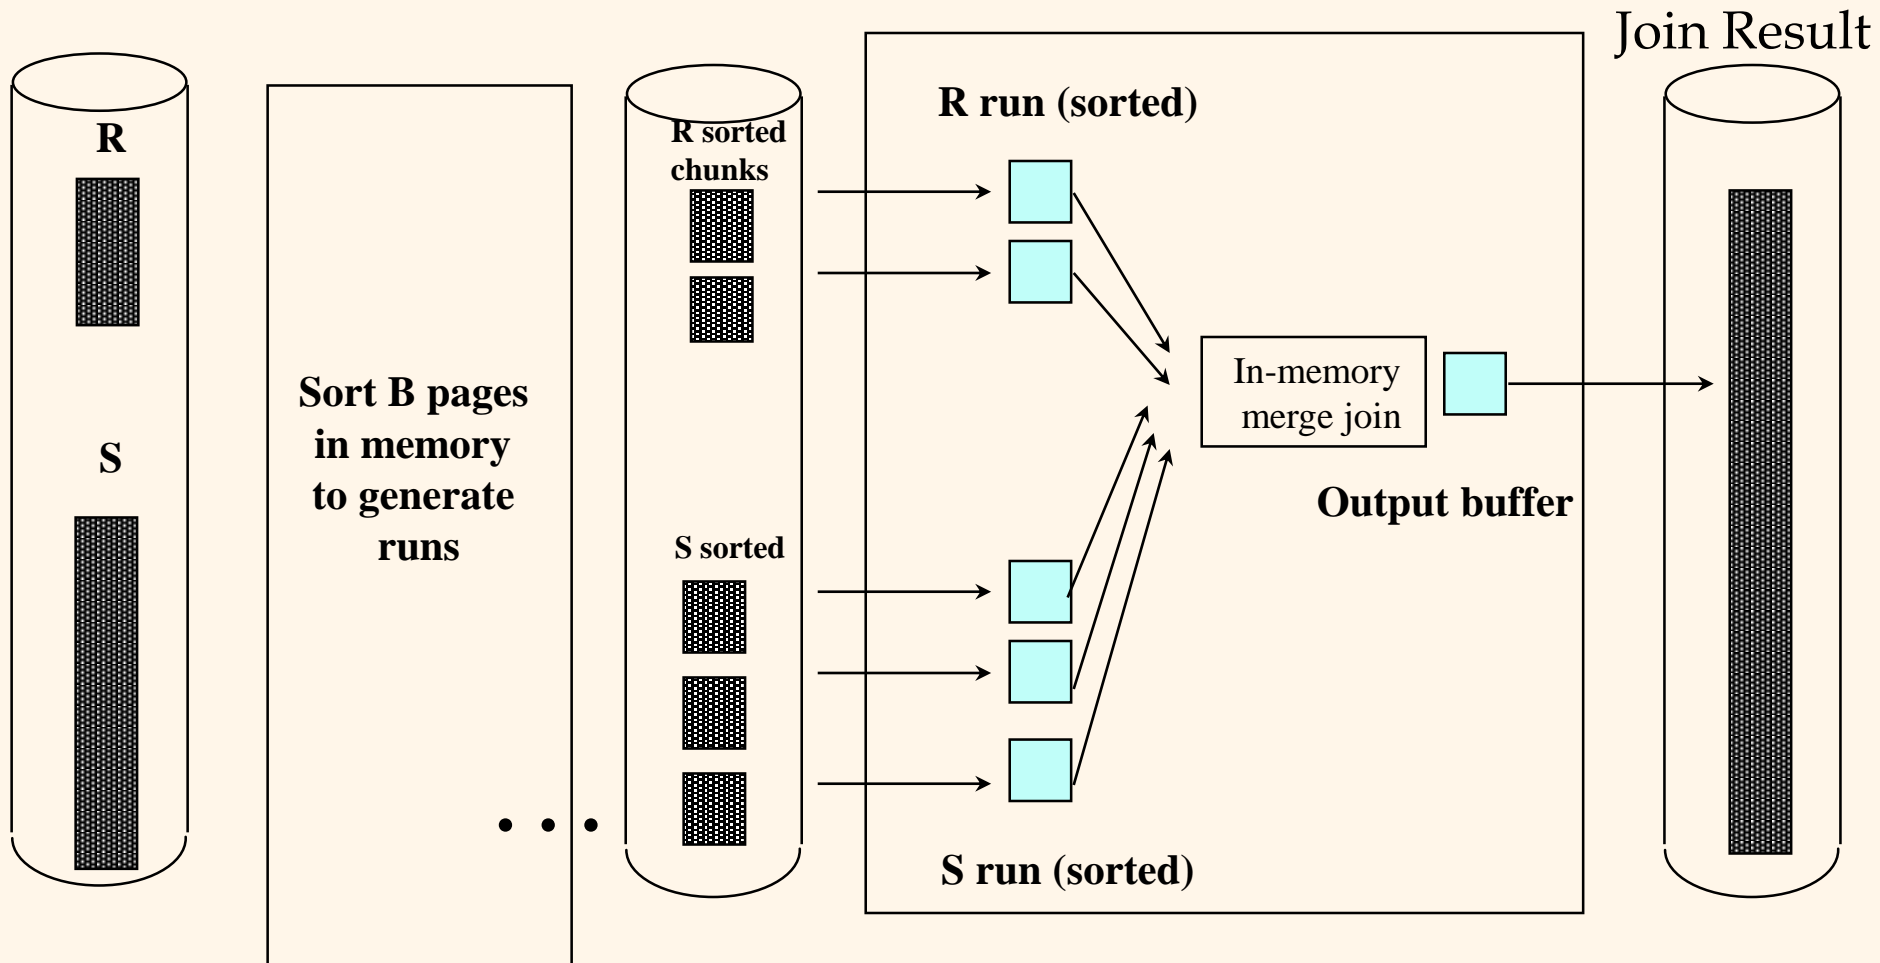 Join Result
R
S
Sort B pages
in memory
to generate
runs
R sorted
chunks
S sorted
R run (sorted)
In-memory
merge join
Output buffer
S run (sorted)